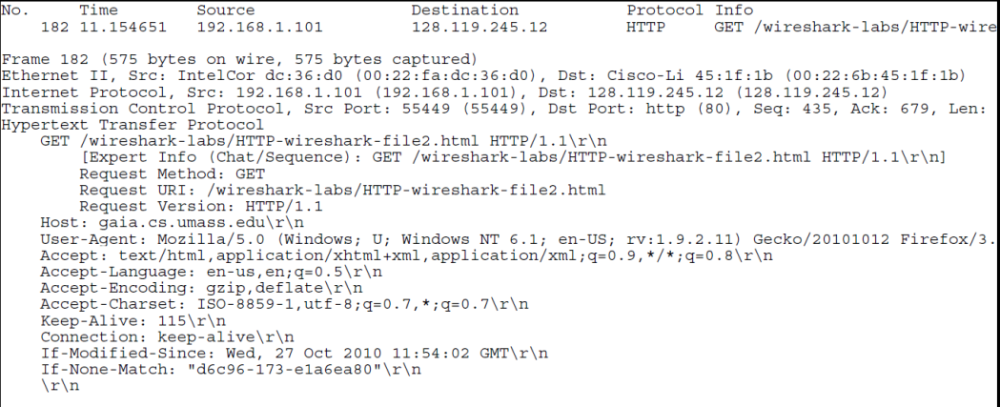 No. Time Source Destination Protocol Info
182 11.154651 192.168.1.101 128.119.245.12 HTTP GET /wireshark-labs/HTTP-wire
Frame 182 (575 bytes on wire, 575 bytes captured)
Ethernet II, Src: IntelCor dc:36:d0 (00:22:fa:dc:36:d0), Dst: Cisco-Li 45:1f:1b (00:22:6b:45:1f:1b)
Internet Protocol, Src: 192.168.1.101 (192.168.1.101), Dst: 128.119.245.12 (128.119.245.12)
Transmission Control Protocol, Src Port: 55449 (55449), Dst Port: http (80), Seq: 435, Ack: 679, Len:
Hypertext Transfer Protocol
GET /wireshark-labs/HTTP-wireshark-file2.html HTTP/1.1\r\n
[Expert Info (Chat/Sequence): GET /wireshark-labs/HTTP-wireshark-file2.html HTTP/1.1\r\n]
Request Method: GET
Request URI: /wireshark-labs/HTTP-wireshark-file2.html
Request Version: HTTP/1.1
Host: gaia.cs.umass.edu\r\n
User-Agent: Mozilla/5.0 (Windows; U; Windows NT 6.1; en-US; rv:1.9.2.11) Gecko/20101012 Firefox/3.
Accept: text/html,application/xhtml+xml,application/xml;q=0.9,*/*;q=0.8\r\n
Accept-Language: en-us,en;q=0.5\r\n
Accept-Encoding: gzip,deflate\r\n
Accept-Charset: ISO-8859-1,utf-8;q=0.7,*;q=0.7\r\n
Keep-Alive: 115\r\n
Connection: keep-alive\r\n
If-Modified-Since: Wed, 27 Oct 2010 11:54:02 GMT\r\n
If-None-Match: "d6c96-173-e1a6ea80"\r\n
\r\n